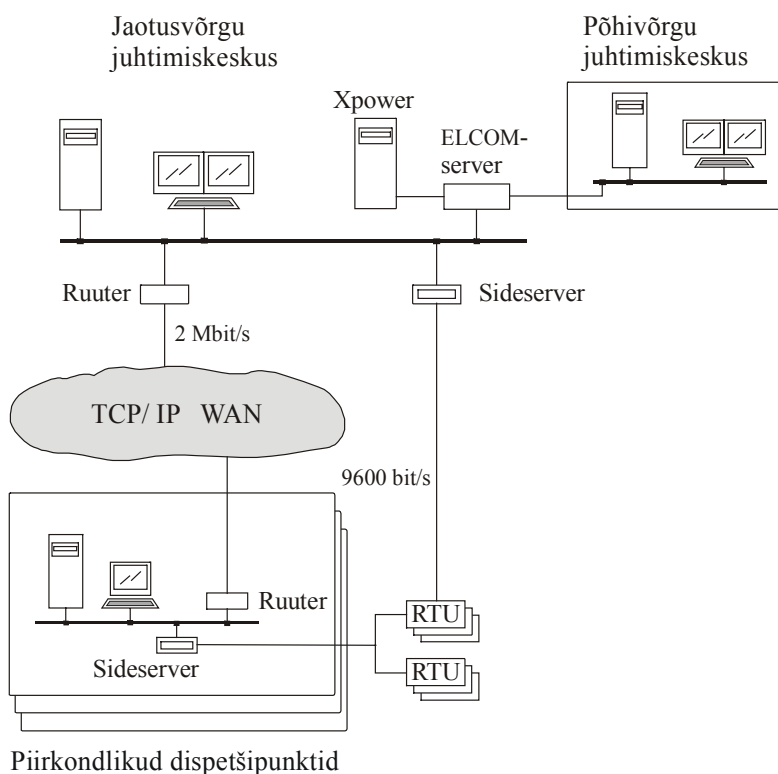 Jaotusvõrgu
juhtimiskeskus
Põhivõrgu
juhtimiskeskus
Xpower
ELCOM-
server
Ruuter
Sideserver
2 Mbit/s
TCP/ IP WAN
9600 bit/s
Ruuter
Sideserver
RTU
RTU
Piirkondlikud dispetšipunktid